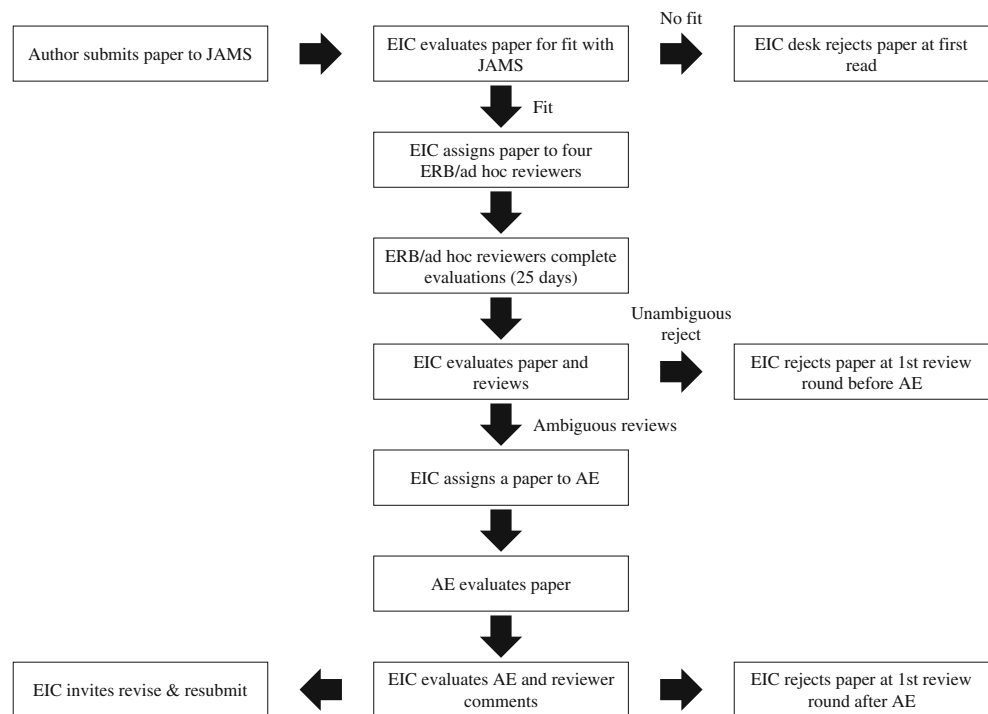 No fit
Author submits paper to JAMS
EIC evaluates paper for fit with
JAMS
EIC desk rejects paper at first
read
Fit
EIC assigns paper to four
ERB/ad hoc reviewers
ERB/ad hoc reviewers complete
evaluations (25 days)
Unambiguous
reject
EIC evaluates paper and
reviews
EIC rejects paper at 1st review
round before AE
Ambiguous reviews
EIC assigns a paper to AE
AE evaluates paper
EIC invites revise & resubmit
EIC evaluates AE and reviewer
comments
EIC rejects paper at 1st review
round after AE